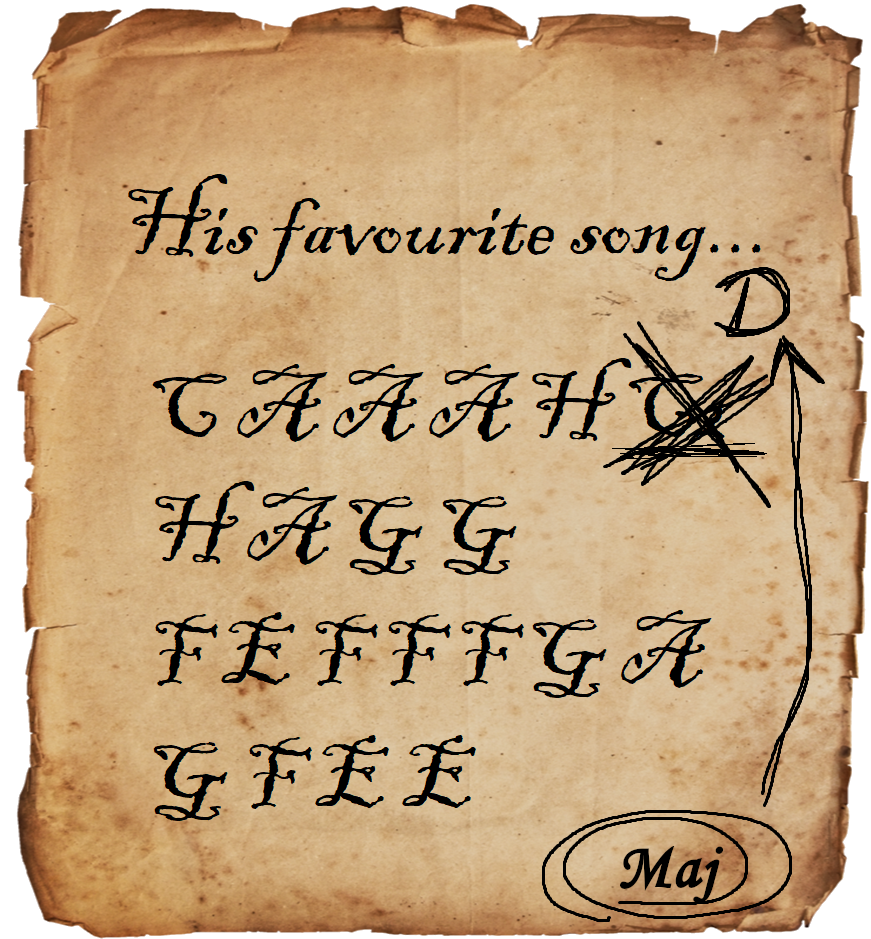 His favourite song...
D
C A A A H C
H A G G
F E F F F G A
G F E E
Maj